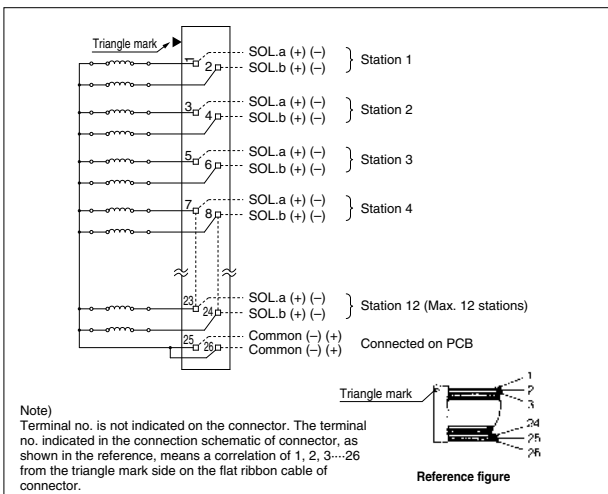 Triangle mark
1 SOL.a (+) (–)
2 SOL.b (+) (–)
Station 1
3 SOL.a (+) (–)
4 SOL.b (+) (–)
Station 2
5 SOL.a (+) (–)
6 SOL.b (+) (–)
Station 3
7 SOL.a (+) (–)
8 SOL.b (+) (–)
Station 4
23 SOL.a (+) (–)
24 SOL.b (+) (–)
Station 12 (Max. 12 stations)
25 Common (–) (+)
26 Common (–) (+)
Connected on PCB
Note)
Terminal no. is not indicated on the connector. The terminal
no. indicated in the connection schematic of connector, as
shown in the reference, means a correlation of 1, 2, 3····26
from the triangle mark side on the flat ribbon cable of
connector.
Triangle mark
1
2
3
24
25
26
Reference figure